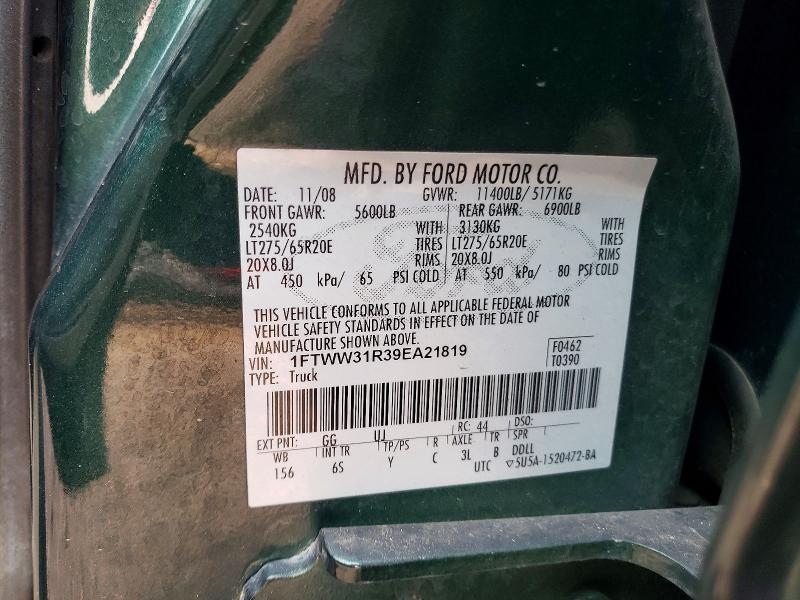 MFD. BY FORD MOTOR CO.
DATE: 11/08 GVWR: 11400LB/ 5171KG
FRONT GAWR: 5600LB REAR GAWR: 6900LB
2540KG WITH 3130KG WITH
LT275/65R20E TIRES LT275/65R20E TIRES
20X8.0J RIMS 20X8.0J RIMS
AT 450 kPa/ 65 PSI COLD AT 550 kPa/ 80 PSI COLD
THIS VEHICLE CONFORMS TO ALL APPLICABLE FEDERAL MOTOR
VEHICLE SAFETY STANDARDS IN EFFECT ON THE DATE OF
MANUFACTURE SHOWN ABOVE.
VIN: 1FTWW31R39EA21819 F0462
TYPE: Truck T0390
EXT PNT: GG UJ RC: 44 DSO:
WB INT TR TP/PS R AXLE TR SPR
156 6S Y C 3L B DDLL
UTC ▽5U5A-1520472-BA